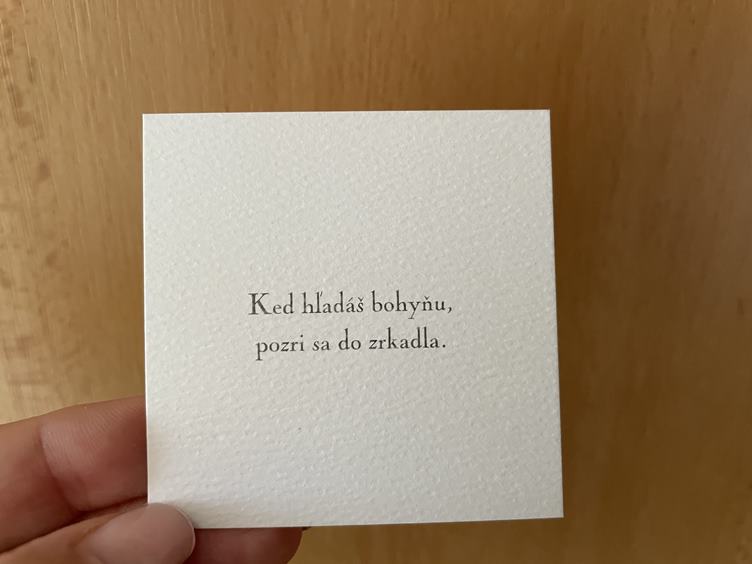 Ked hľadáš bohyňu,
pozri sa do zrkadla.